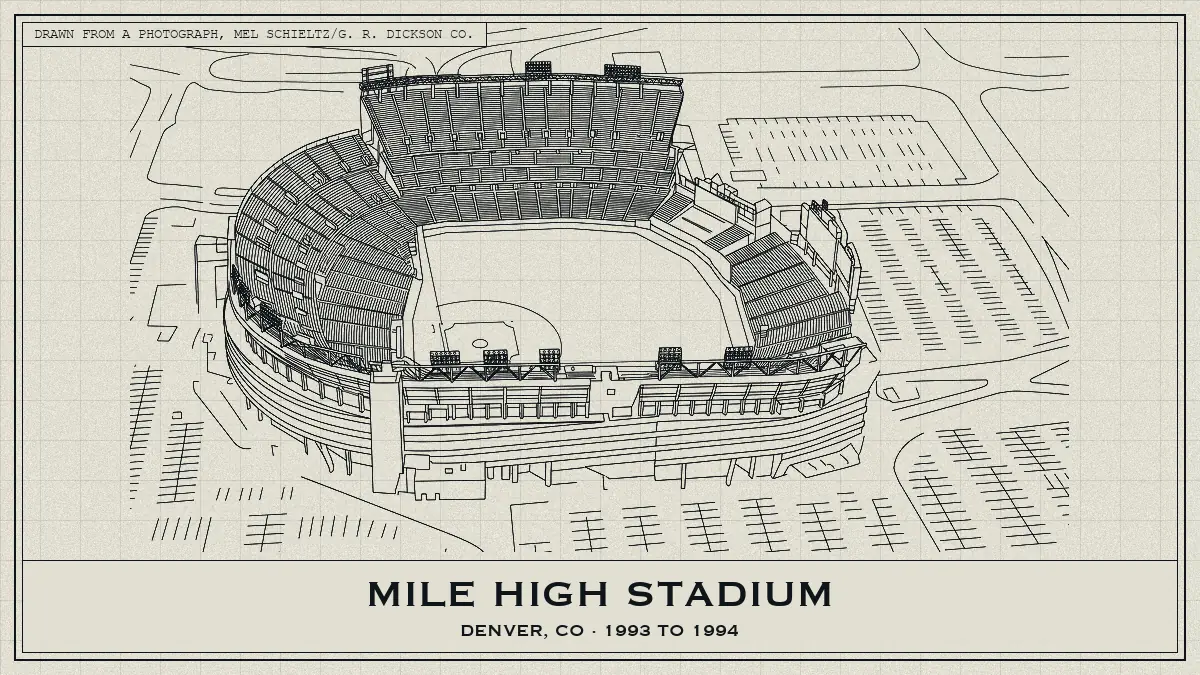 DRAWN FROM A PHOTOGRAPH, MEL SCHIELTZ/G. R. DICKSON CO.
MILE HIGH STADIUM
DENVER, CO · 1993 TO 1994